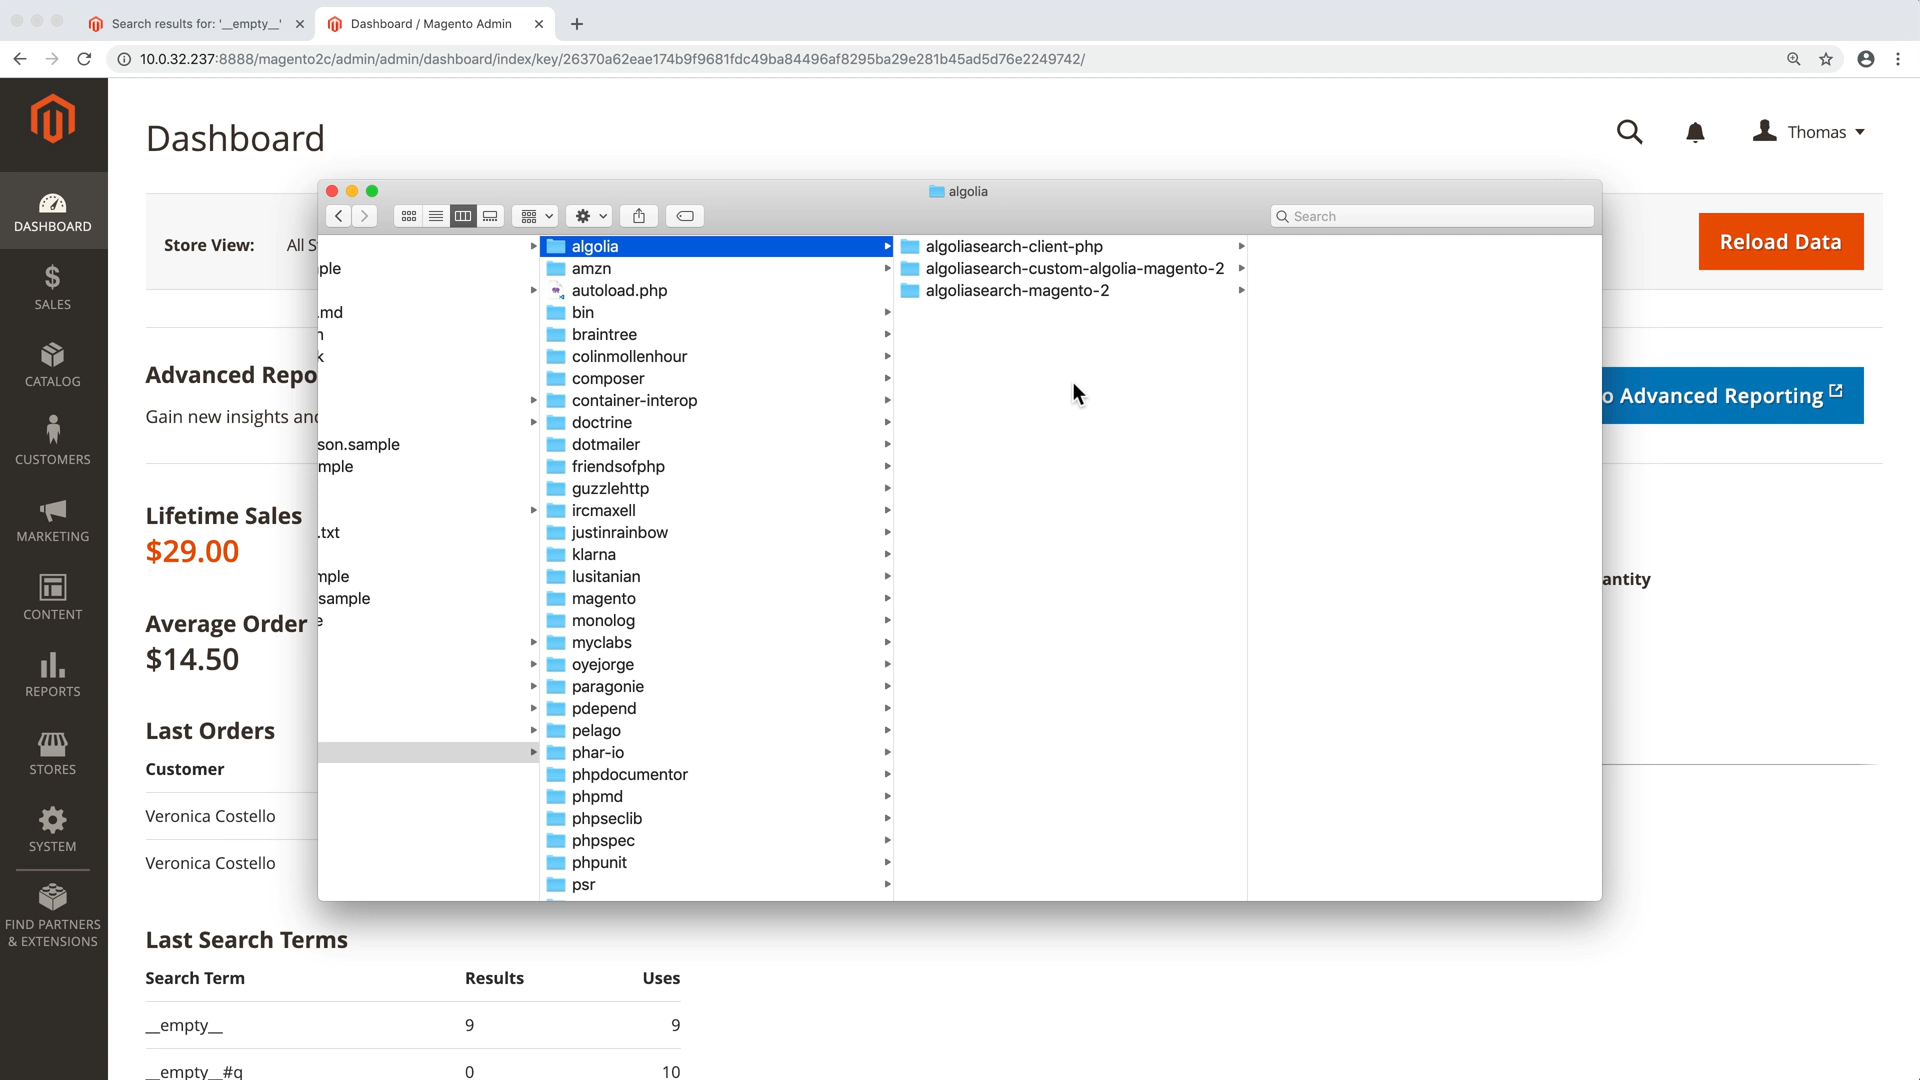 Search results for: '__empty__'
Dashboard / Magento Admin
10.0.32.237:8888/magento2c/admin/admin/dashboard/index/key/26370a62eae174b9f9681fdc49ba84496af8295ba29e281b45ad5d76e2249742/
DASHBOARD
SALES
CATALOG
CUSTOMERS
MARKETING
CONTENT
REPORTS
STORES
SYSTEM
FIND PARTNERS
& EXTENSIONS
Dashboard
Thomas
Store View: All S
Reload Data
Advanced Repo
Gain new insights and
o Advanced Reporting
Lifetime Sales
$29.00
Average Order
$14.50
Last Orders
Customer
Veronica Costello
Veronica Costello
antity
Last Search Terms
Search Term Results Uses
__empty__ 9 9
__empty__#q 0 10
algolia
Search
.md
son.sample
mple
.txt
mple
sample
e
algolia
amzn
autoload.php
bin
braintree
colinmollenhour
composer
container-interop
doctrine
dotmailer
friendsofphp
guzzlehttp
ircmaxell
justinrainbow
klarna
lusitanian
magento
monolog
myclabs
oyejorge
paragonie
pdepend
pelago
phar-io
phpdocumentor
phpmd
phpseclib
phpspec
phpunit
psr
algoliasearch-client-php
algoliasearch-custom-algolia-magento-2
algoliasearch-magento-2